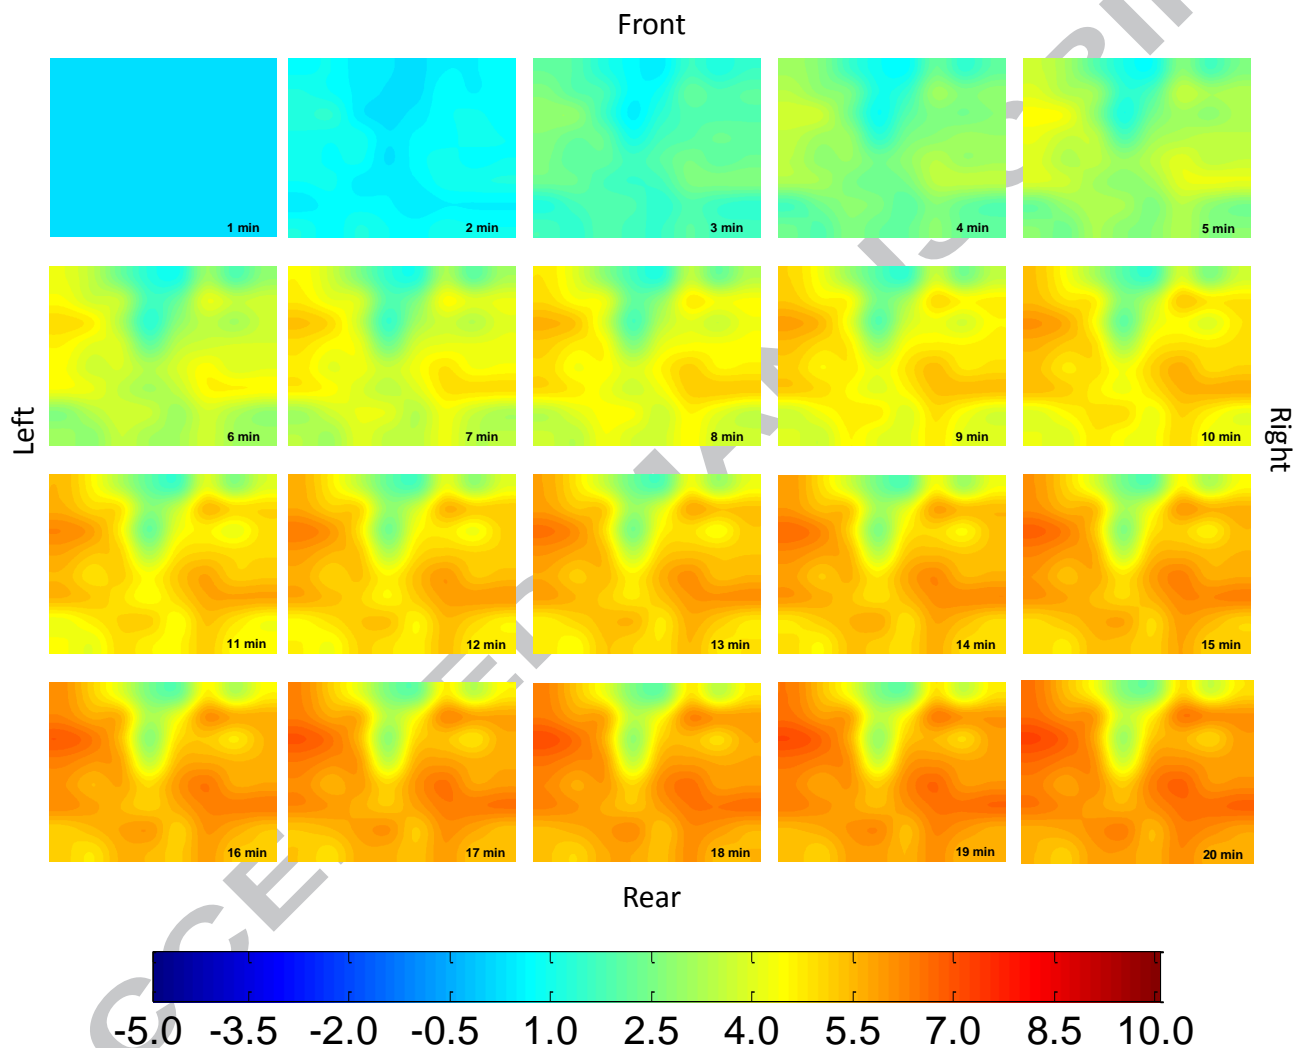 Front
1 min 2 min 3 min 4 min 5 min
6 min 7 min 8 min 9 min 10 min
Left
Right
11 min 12 min 13 min 14 min 15 min
16 min 17 min 18 min 19 min 20 min
Rear
-5.0 -3.5 -2.0 -0.5 1.0 2.5 4.0 5.5 7.0 8.5 10.0